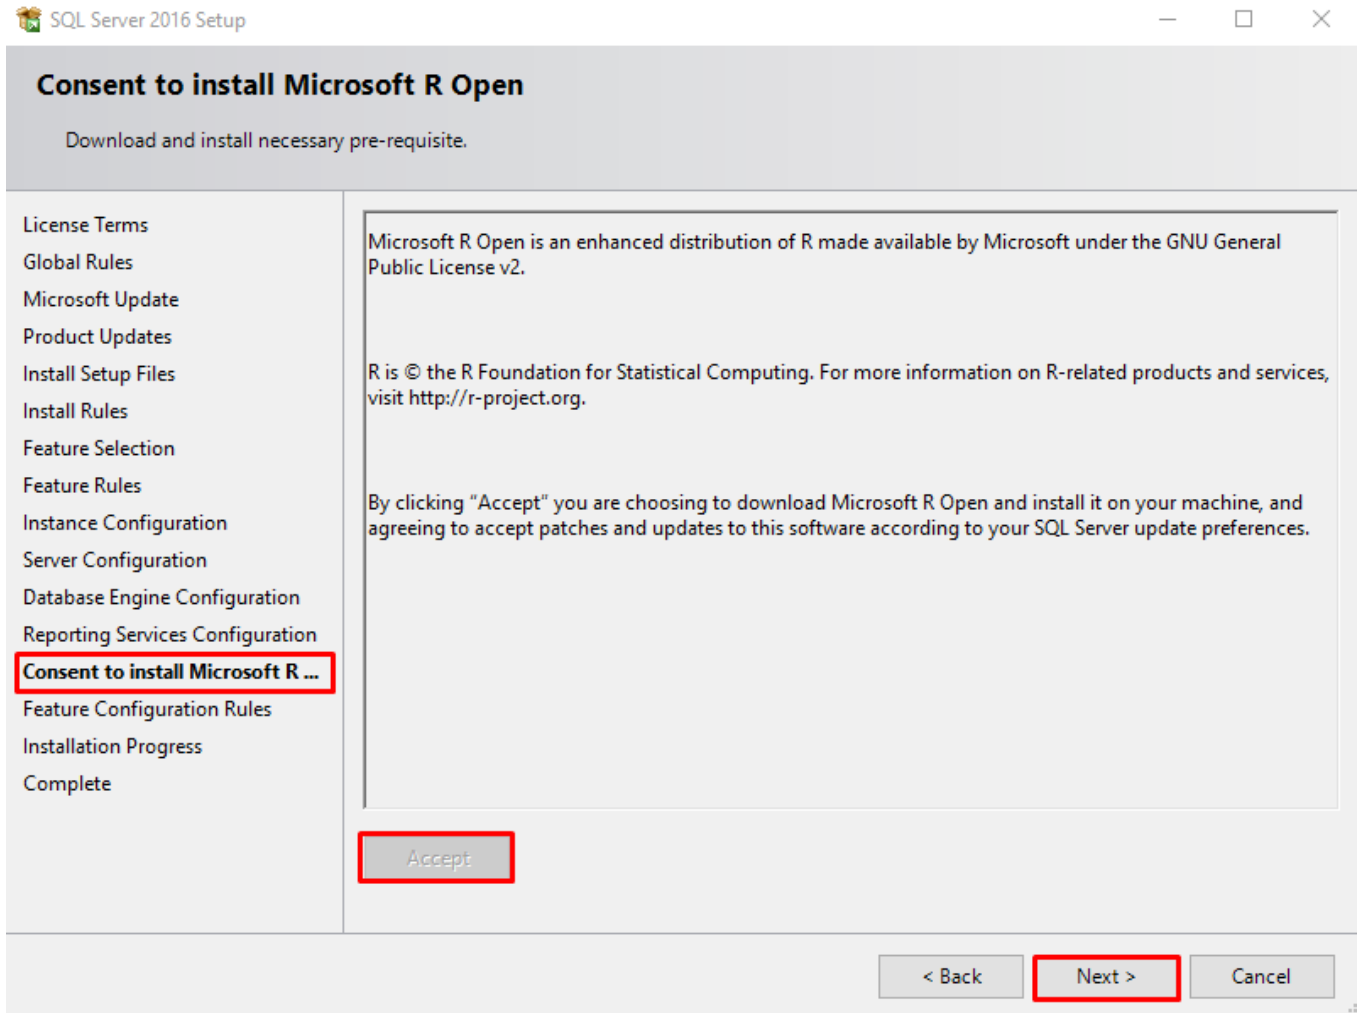 SQL Server 2016 Setup
Consent to install Microsoft R Open
Download and install necessary pre-requisite.
License Terms
Global Rules
Microsoft Update
Product Updates
Install Setup Files
Install Rules
Feature Selection
Feature Rules
Instance Configuration
Server Configuration
Database Engine Configuration
Reporting Services Configuration
Consent to install Microsoft R ...
Feature Configuration Rules
Installation Progress
Complete
Microsoft R Open is an enhanced distribution of R made available by Microsoft under the GNU General
Public License v2.
R is © the R Foundation for Statistical Computing. For more information on R-related products and services,
visit http://r-project.org.
By clicking “Accept” you are choosing to download Microsoft R Open and install it on your machine, and
agreeing to accept patches and updates to this software according to your SQL Server update preferences.
Accept
< Back
Next >
Cancel